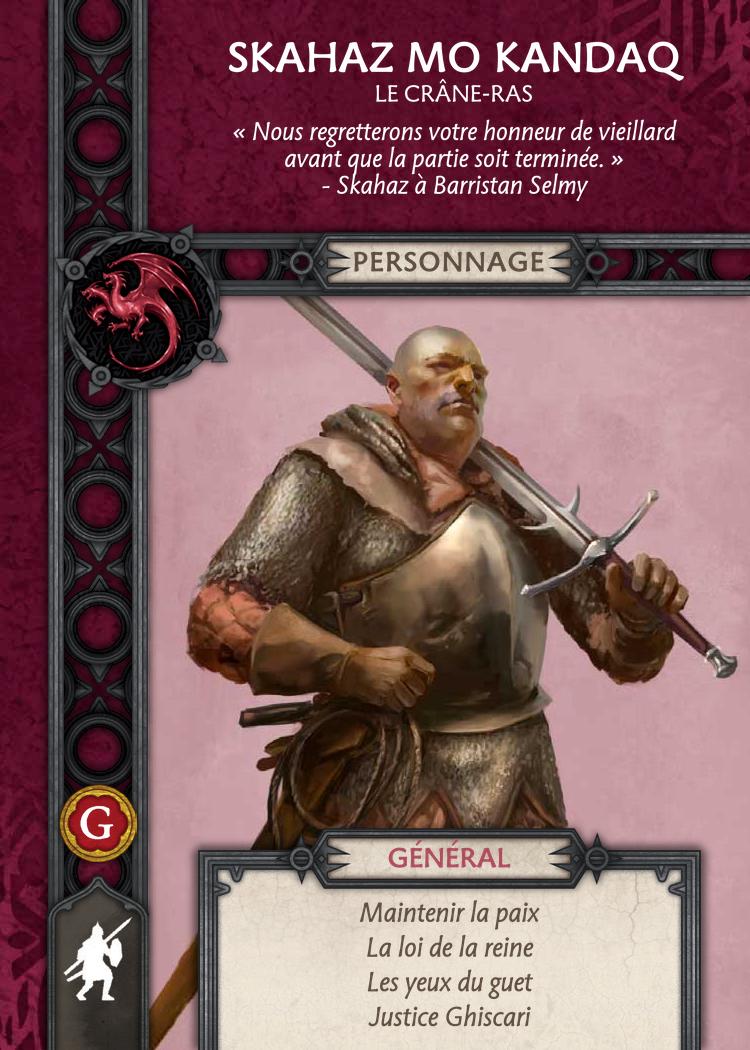 SKAHAZ MO KANDAQ
LE CRÂNE-RAS
« Nous regretterons votre honneur de vieillard
avant que la partie soit terminée. »
- Skahaz à Barristan Selmy
PERSONNAGE
G
GÉNÉRAL
Maintenir la paix
La loi de la reine
Les yeux du guet
Justice Ghiscari